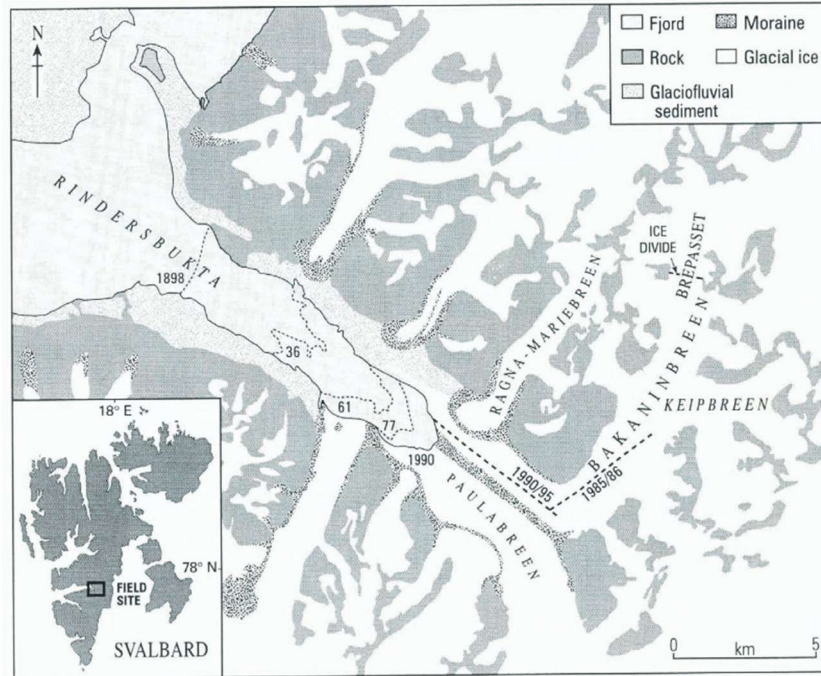 N
Fjord
Moraine
Rock
Glacial ice
Glaciofluvial
sediment
RINDERSBUKTA
1898
36
61
77
1990
RAGNA-MARIEBREEN
ICE
DIVIDE
BREPASSET
BAKANINBREEN
KEIPBREEN
1990/95
1985/86
PAULABREEN
18° E
78° N
FIELD
SITE
SVALBARD
0 km 5